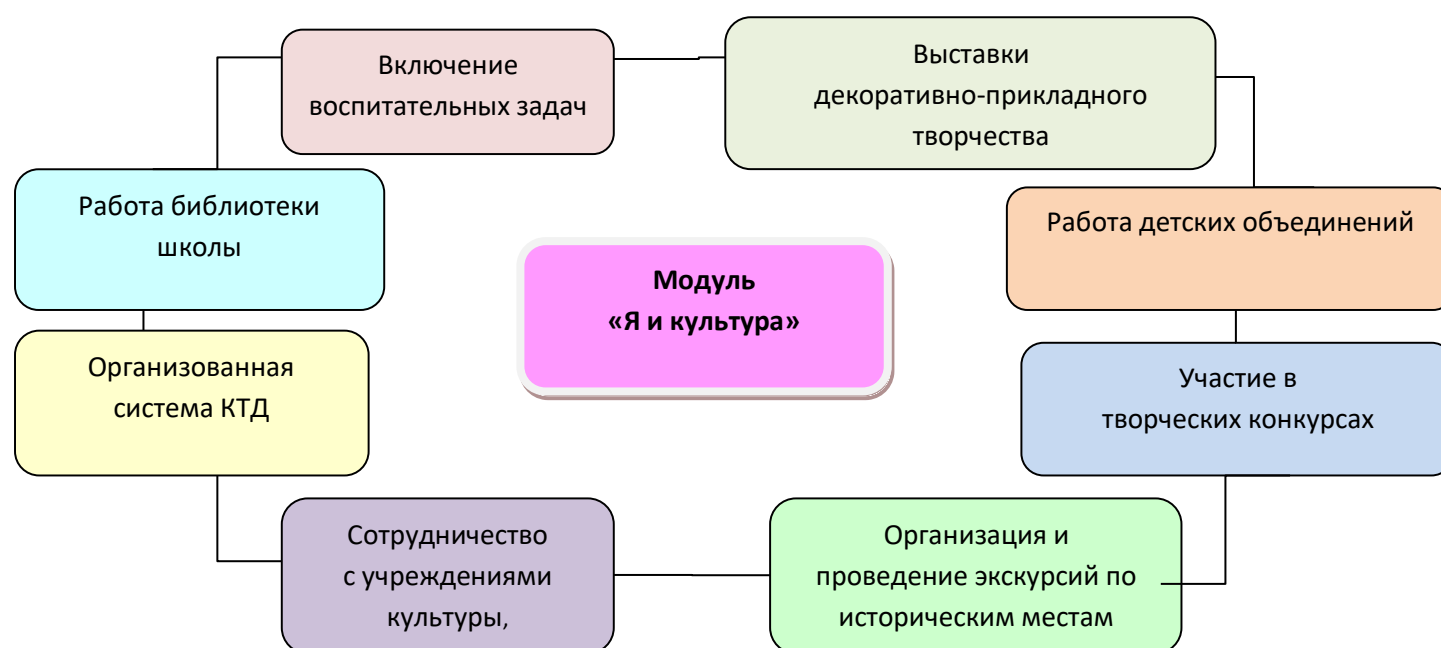 Включение
воспитательных задач
Выставки
декоративно-прикладного
творчества
Работа библиотеки
школы
Работа детских объединений
Модуль
«Я и культура»
Организованная
система КТД
Участие в
творческих конкурсах
Сотрудничество
с учреждениями
культуры,
Организация и
проведение экскурсий по
историческим местам